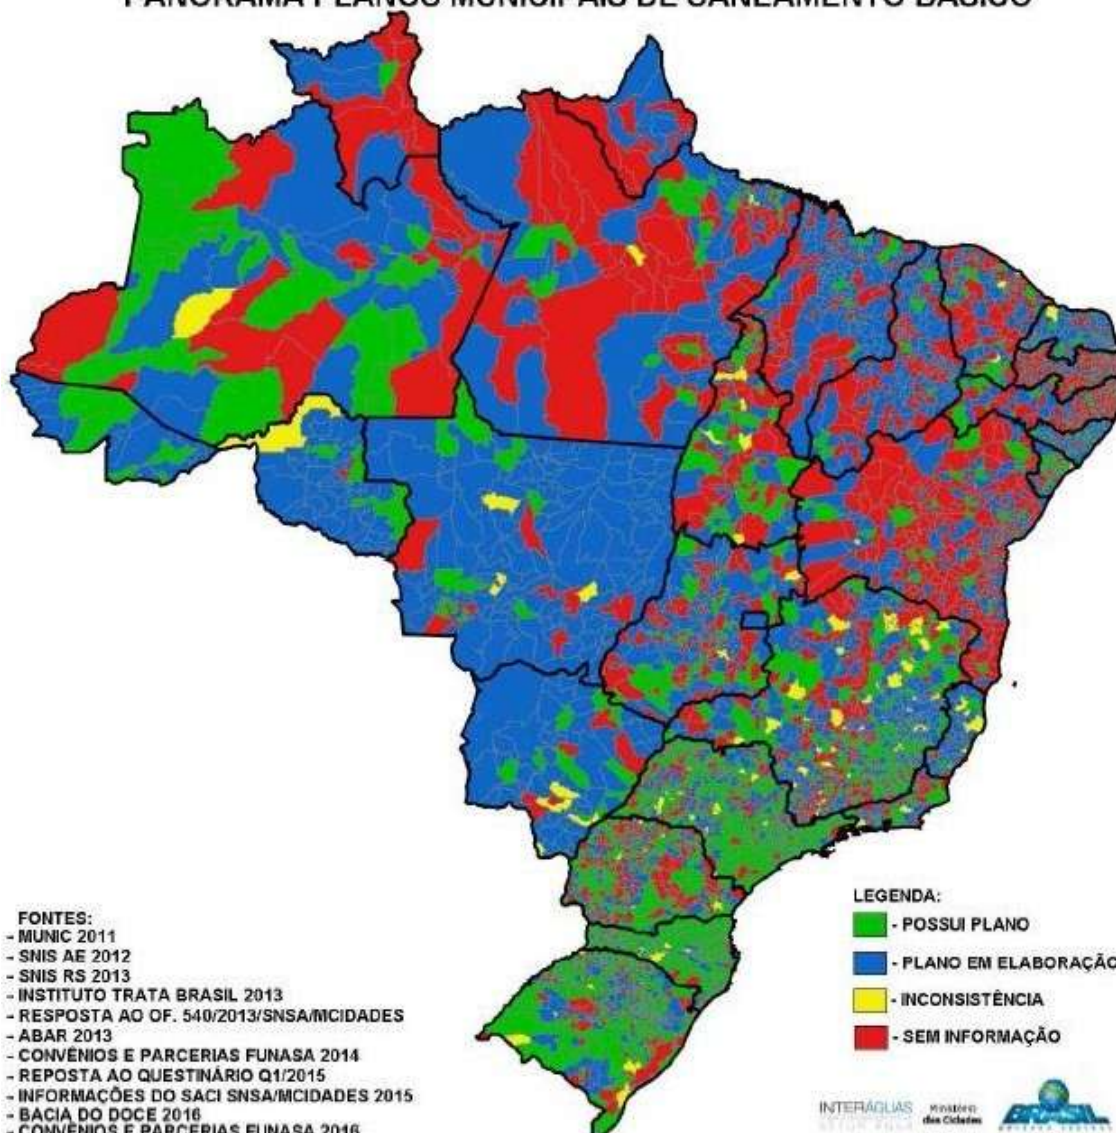 PANORAMA PLANOS MUNICIPAIS DE SANEAMENTO BÁSICO
FONTES:
- MUNIC 2011
- SNIS AE 2012
- SNIS RS 2013
- INSTITUTO TRATA BRASIL 2013
- RESPOSTA AO OF. 540/2013/SNSA/MCIDADES
- ABAR 2013
- CONVÊNIOS E PARCERIAS FUNASA 2014
- REPOSTA AO QUESTINÁRIO Q1/2015
- INFORMAÇÕES DO SACI SNSA/MCIDADES 2015
- BACIA DO DOCE 2016
- CONVÊNIOS E PARCERIAS FUNASA 2016
LEGENDA:
- POSSUI PLANO
- PLANO EM ELABORAÇÃO
- INCONSISTÊNCIA
- SEM INFORMAÇÃO
INTERÁGUAS
Ministério
das Cidades
BRASIL